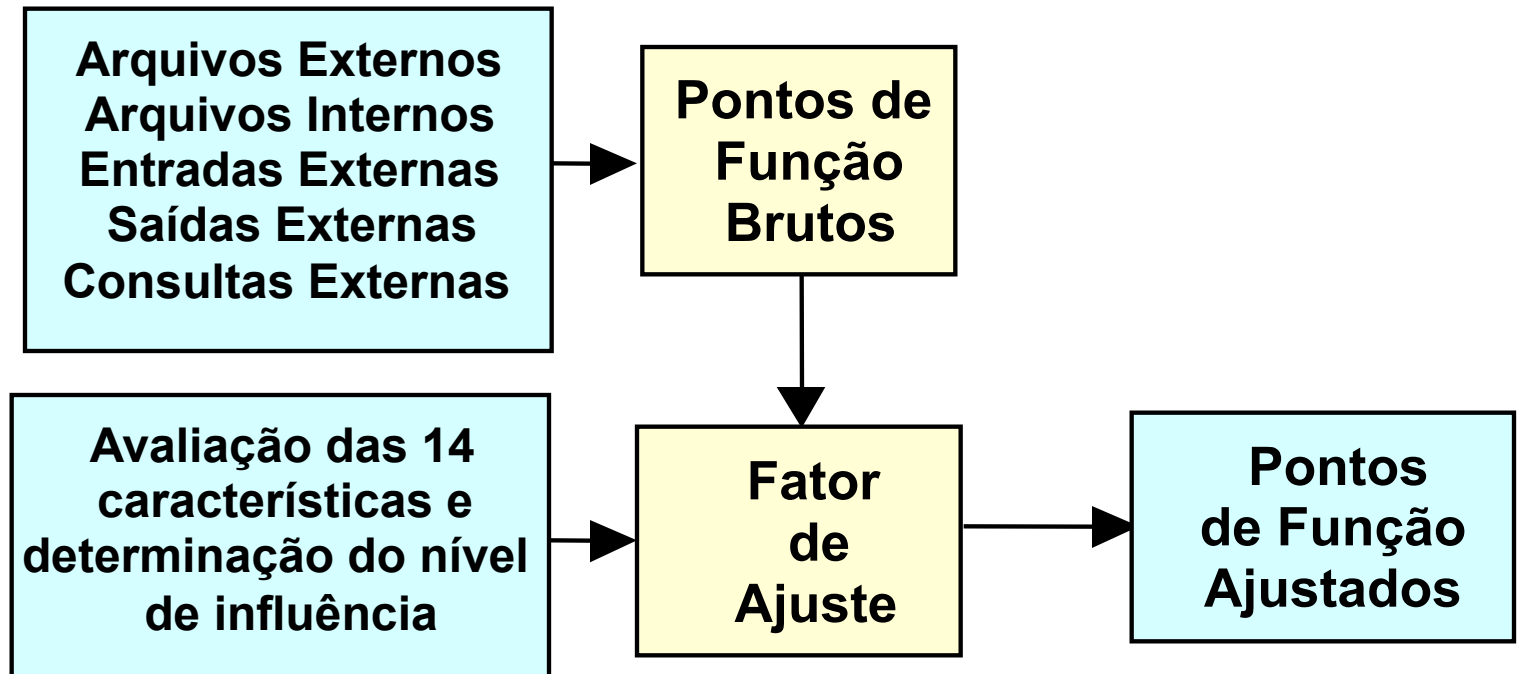 Arquivos Externos
Arquivos Internos
Entradas Externas
Saídas Externas
Consultas Externas
Pontos de
Função
Brutos
Avaliação das 14
características e
determinação do nível
de influência
Fator
de
Ajuste
Pontos
de Função
Ajustados